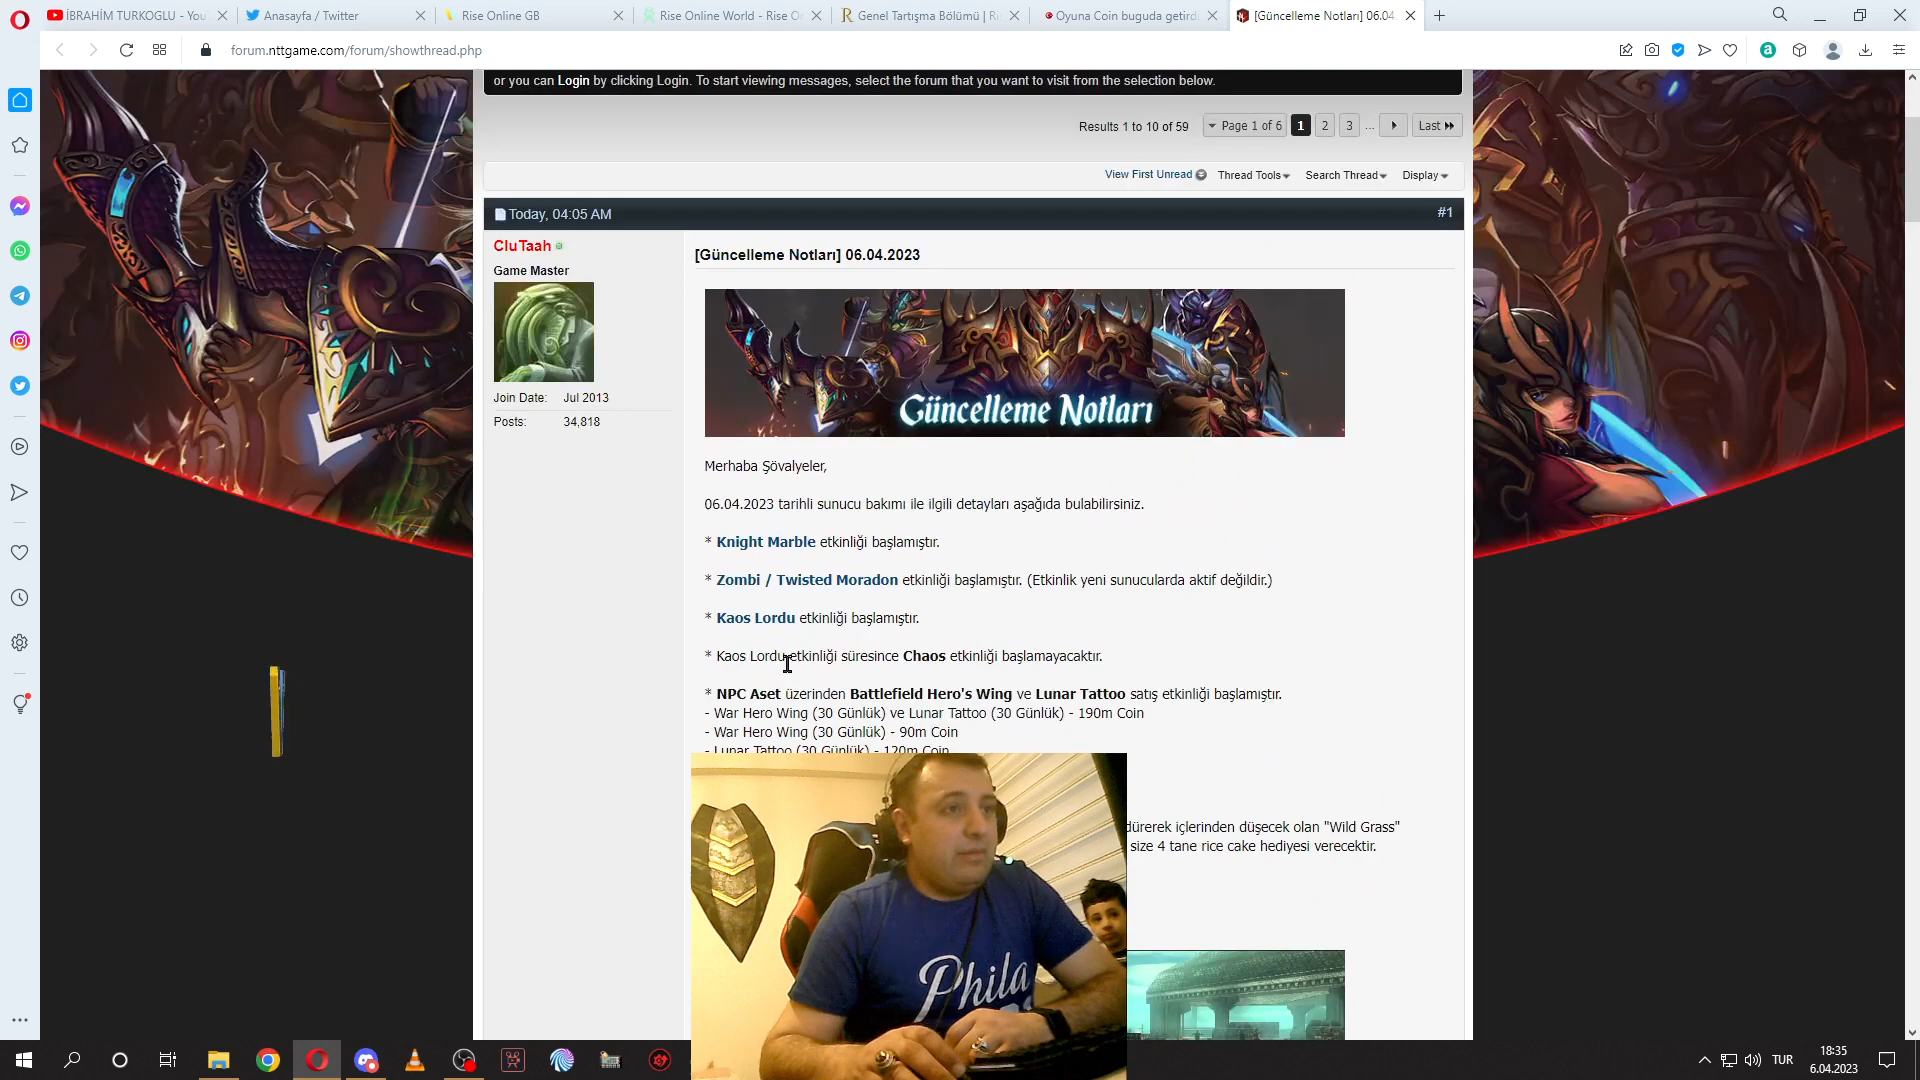 İBRAHİM TURKOGLU - You
Anasayfa / Twitter
Rise Online GB
Rise Online World - Rise O
Genel Tartışma Bölümü | Ri
Oyuna Coin buguda getird
[Güncelleme Notları] 06.04.
forum.nttgame.com/forum/showthread.php
or you can Login by clicking Login. To start viewing messages, select the forum that you want to visit from the selection below.
Results 1 to 10 of 59
Page 1 of 6
1
2
3
...
Last
View First Unread
Thread Tools
Search Thread
Display
Today, 04:05 AM
#1
CluTaah
Game Master
Join Date: Jul 2013
Posts: 34,818
[Güncelleme Notları] 06.04.2023
Güncelleme Notları
Merhaba Şövalyeler,
06.04.2023 tarihli sunucu bakımı ile ilgili detayları aşağıda bulabilirsiniz.
* Knight Marble etkinliği başlamıştır.
* Zombi / Twisted Moradon etkinliği başlamıştır. (Etkinlik yeni sunucularda aktif değildir.)
* Kaos Lordu etkinliği başlamıştır.
* Kaos Lordu etkinliği süresince Chaos etkinliği başlamayacaktır.
* NPC Aset üzerinden Battlefield Hero's Wing ve Lunar Tattoo satış etkinliği başlamıştır.
- War Hero Wing (30 Günlük) ve Lunar Tattoo (30 Günlük) - 190m Coin
- War Hero Wing (30 Günlük) - 90m Coin
- Lunar Tattoo (30 Günlük) - 120m Coin
dürerek içlerinden düşecek olan "Wild Grass"
size 4 tane rice cake hediyesi verecektir.
Phila
TUR
18:35
6.04.2023